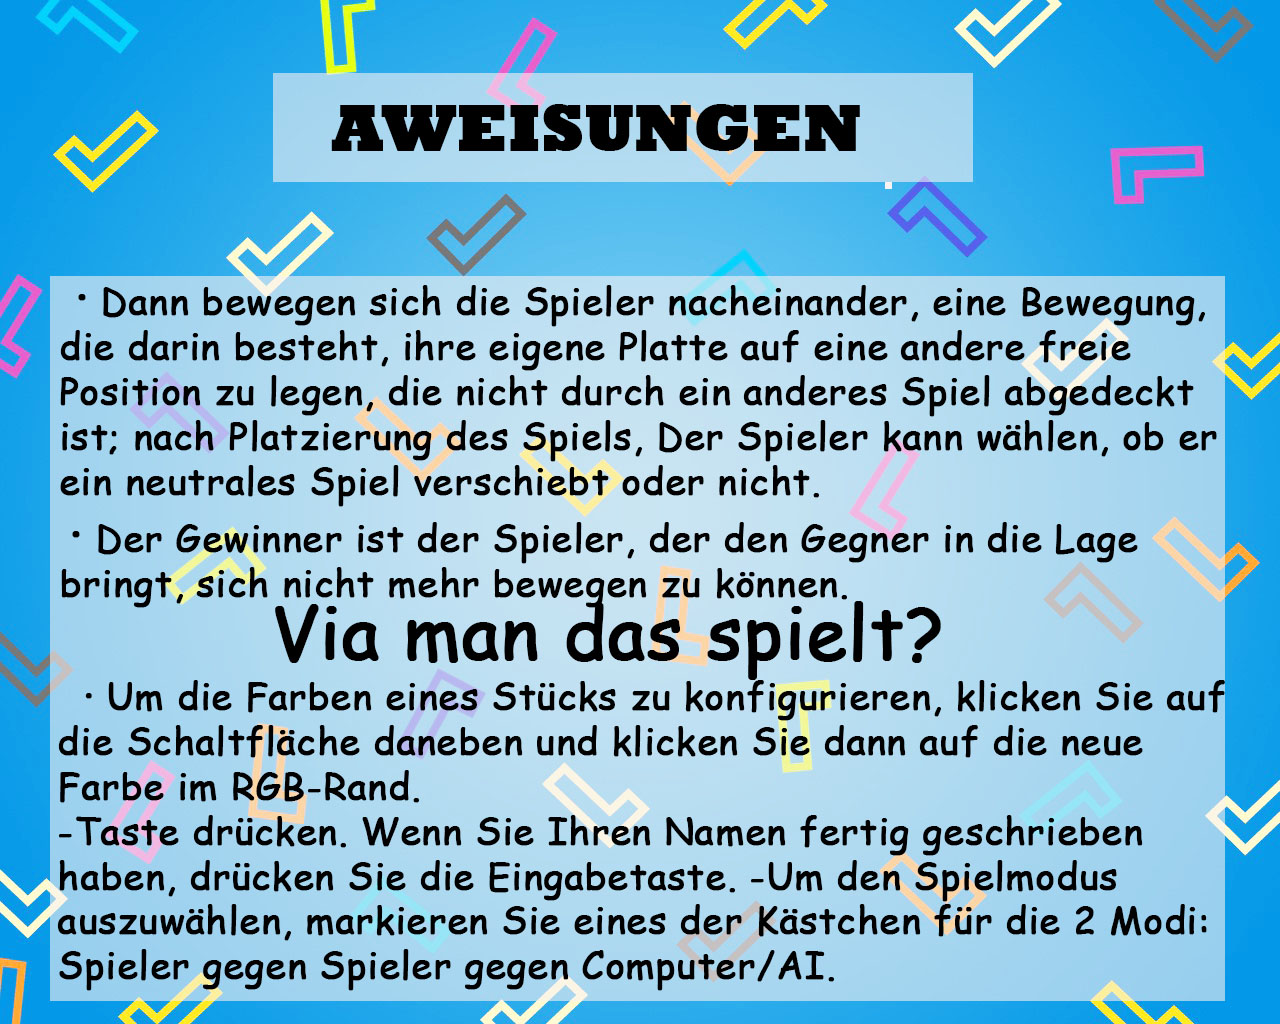 AWEISUNGEN
· Dann bewegen sich die Spieler nacheinander, eine Bewegung,
die darin besteht, ihre eigene Platte auf eine andere freie
Position zu legen, die nicht durch ein anderes Spiel abgedeckt
ist; nach Platzierung des Spiels, Der Spieler kann wählen, ob er
ein neutrales Spiel verschiebt oder nicht.
· Der Gewinner ist der Spieler, der den Gegner in die Lage
bringt, sich nicht mehr bewegen zu können.
Via man das spielt?
· Um die Farben eines Stücks zu konfigurieren, klicken Sie auf
die Schaltfläche daneben und klicken Sie dann auf die neue
Farbe im RGB-Rand.
-Taste drücken. Wenn Sie Ihren Namen fertig geschrieben
haben, drücken Sie die Eingabetaste. -Um den Spielmodus
auszuwählen, markieren Sie eines der Kästchen für die 2 Modi:
Spieler gegen Spieler gegen Computer/AI.